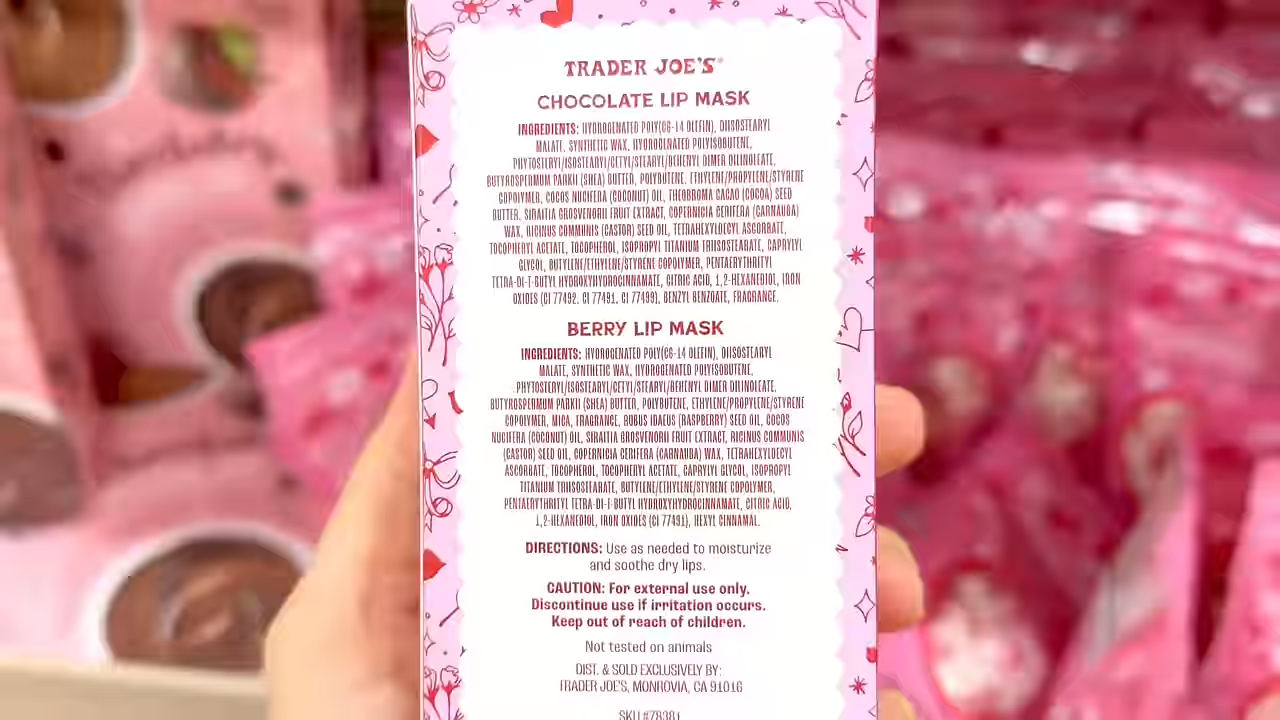 TRADER JOE'S®
CHOCOLATE LIP MASK
INGREDIENTS: HYDROGENATED POLY(C6-14 OLEFIN), DIISOSTEARYL
MALATE, SYNTHETIC WAX, HYDROGENATED POLYISOBUTENE,
PHYTOSTERYL/ISOSTEARYL/CETYL/STEARYL/BEHENYL DIMER DILINOLEATE,
BUTYROSPERMUM PARKII (SHEA) BUTTER, POLYBUTENE, ETHYLENE/PROPYLENE/STYRENE
COPOLYMER, COCOS NUCIFERA (COCONUT) OIL, THEOBROMA CACAO (COCOA) SEED
BUTTER, SIRAITIA GROSVENORII FRUIT EXTRACT, COPERNICIA CERIFERA (CARNAUBA)
WAX, RICINUS COMMUNIS (CASTOR) SEED OIL, TETRAHEXYLDECYL ASCORBATE,
TOCOPHERYL ACETATE, TOCOPHEROL, ISOPROPYL TITANIUM TRIISOSTEARATE, CAPRYLYL
GLYCOL, BUTYLENE/ETHYLENE/STYRENE COPOLYMER, PENTAERYTHRITYL
TETRA-DI-T-BUTYL HYDROXYHYDROCINNAMATE, CITRIC ACID, 1,2-HEXANEDIOL, IRON
OXIDES (CI 77492, CI 77491, CI 77499), BENZYL BENZOATE, FRAGRANCE.
BERRY LIP MASK
INGREDIENTS: HYDROGENATED POLY(C6-14 OLEFIN), DIISOSTEARYL
MALATE, SYNTHETIC WAX, HYDROGENATED POLYISOBUTENE,
PHYTOSTERYL/ISOSTEARYL/CETYL/STEARYL/BEHENYL DIMER DILINOLEATE,
BUTYROSPERMUM PARKII (SHEA) BUTTER, POLYBUTENE, ETHYLENE/PROPYLENE/STYRENE
COPOLYMER, MICA, FRAGRANCE, RUBUS IDAEUS (RASPBERRY) SEED OIL, COCOS
NUCIFERA (COCONUT) OIL, SIRAITIA GROSVENORII FRUIT EXTRACT, RICINUS COMMUNIS
(CASTOR) SEED OIL, COPERNICIA CERIFERA (CARNAUBA) WAX, TETRAHEXYLDECYL
ASCORBATE, TOCOPHEROL, TOCOPHERYL ACETATE, CAPRYLYL GLYCOL, ISOPROPYL
TITANIUM TRIISOSTEARATE, BUTYLENE/ETHYLENE/STYRENE COPOLYMER,
PENTAERYTHRITYL TETRA-DI-T-BUTYL HYDROXYHYDROCINNAMATE, CITRIC ACID,
1,2-HEXANEDIOL, IRON OXIDES (CI 77491), HEXYL CINNAMAL.
DIRECTIONS: Use as needed to moisturize
and soothe dry lips.
CAUTION: For external use only.
Discontinue use if irritation occurs.
Keep out of reach of children.
Not tested on animals
DIST. & SOLD EXCLUSIVELY BY:
TRADER JOE'S, MONROVIA, CA 91016
SKU #78381